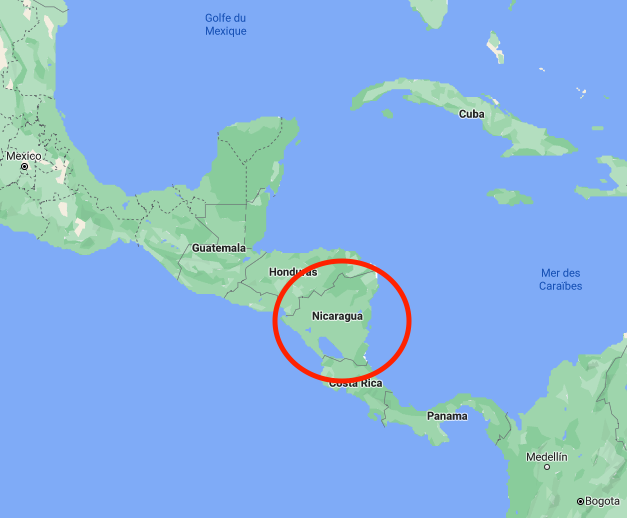 Golfe du
Mexique
Cuba
Mexico
Guatemala
Honduras
Mer des
Caraïbes
Nicaragua
Costa Rica
Panama
Medellín
Bogota